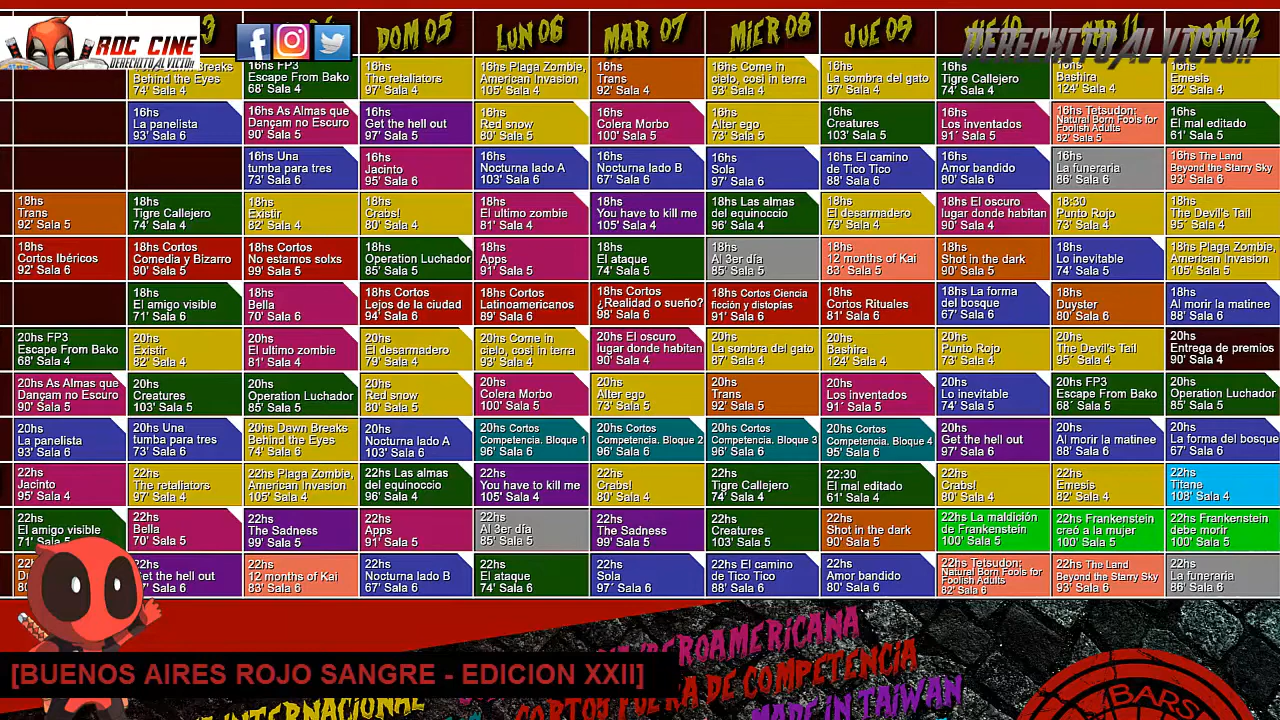 RDC CINE
DERECHITO AL VICIO!!
3
DOM 05
LUN 06
MAR 07
MIER 08
JUE 09
VIE 10
SAB 11
DOM 12
DERECHITO AL VICIO!!
Breaks
Behind the Eyes
74' Sala 4
16hs FP3
Escape From Bako
68' Sala 4
16hs
The retaliators
97' Sala 4
16hs Plaga Zombie,
American Invasion
105' Sala 4
16hs
Trans
92' Sala 4
16hs Come in
cielo, cosi in terra
93' Sala 4
16hs
La sombra del gato
87' Sala 4
16hs
Tigre Callejero
74' Sala 4
Bashira
124' Sala 4
16hs
Emesis
82' Sala 4
16hs
La panelista
93' Sala 6
16hs As Almas que
Dançam no Escuro
90' Sala 5
16hs
Get the hell out
97' Sala 5
16hs
Red snow
80' Sala 5
16hs
Colera Morbo
100' Sala 5
16hs
Alter ego
73' Sala 5
16hs
Creatures
103' Sala 5
16hs
Los inventados
91´ Sala 5
16hs Tetsudon:
Natural Born Fools for
Foolish Adults
82' Sala 5
16hs
El mal editado
61' Sala 5
16hs Una
tumba para tres
73' Sala 6
16hs
Jacinto
95' Sala 6
16hs
Nocturna lado A
103' Sala 6
16hs
Nocturna lado B
67' Sala 6
16hs
Sola
97' Sala 6
16hs El camino
de Tico Tico
88' Sala 6
16hs
Amor bandido
80' Sala 6
16hs
La funeraria
86' Sala 6
16hs The Land
Beyond the Starry Sky
93' Sala 6
18hs
Trans
92' Sala 5
18hs
Tigre Callejero
74' Sala 4
18hs
Existir
82' Sala 4
18hs
Crabs!
80' Sala 4
18hs
El ultimo zombie
81' Sala 4
18hs
You have to kill me
105' Sala 4
18hs Las almas
del equinoccio
96' Sala 4
18hs
El desarmadero
79' Sala 4
18hs El oscuro
lugar donde habitan
90' Sala 4
18:30
Punto Rojo
73' Sala 4
18hs
The Devil's Tail
95' Sala 4
18hs
Cortos Ibéricos
92' Sala 6
18hs Cortos
Comedia y Bizarro
90' Sala 5
18hs Cortos
No estamos solxs
99' Sala 5
18hs
Operation Luchador
85' Sala 5
18hs
Apps
91' Sala 5
18hs
El ataque
74' Sala 5
18hs
Al 3er día
85' Sala 5
18hs
12 months of Kai
83´ Sala 5
18hs
Shot in the dark
90' Sala 5
18hs
Lo inevitable
74' Sala 5
18hs Plaga Zombie,
American Invasion
105' Sala 5
18hs
El amigo visible
71' Sala 6
18hs
Bella
70' Sala 6
18hs Cortos
Lejos de la ciudad
94' Sala 6
18hs Cortos
Latinoamericanos
89' Sala 6
18hs Cortos
¿Realidad o sueño?
98' Sala 6
18hs Cortos Ciencia
ficción y distopías
91' Sala 6
18hs
Cortos Rituales
81' Sala 6
18hs La forma
del bosque
67' Sala 6
18hs
Duyster
80' Sala 6
18hs
Al morir la matinee
88' Sala 6
20hs FP3
Escape From Bako
68' Sala 4
20hs
Existir
82' Sala 4
20hs
El ultimo zombie
81' Sala 4
20hs
El desarmadero
79' Sala 4
20hs Come in
cielo, cosi in terra
93' Sala 4
20hs El oscuro
lugar donde habitan
90' Sala 4
20hs
La sombra del gato
87' Sala 4
20hs
Bashira
124' Sala 4
20hs
Punto Rojo
73' Sala 4
20hs
The Devil's Tail
95´ Sala 4
20hs
Entrega de premios
90' Sala 4
20hs As Almas que
Dançam no Escuro
90' Sala 5
20hs
Creatures
103' Sala 5
20hs
Operation Luchador
85' Sala 5
20hs
Red snow
80' Sala 5
20hs
Colera Morbo
100' Sala 5
20hs
Alter ego
73' Sala 5
20hs
Trans
92' Sala 5
20hs
Los inventados
91´ Sala 5
20hs
Lo inevitable
74' Sala 5
20hs FP3
Escape From Bako
68´ Sala 5
20hs
Operation Luchador
85' Sala 5
20hs
La panelista
93' Sala 6
20hs Una
tumba para tres
73' Sala 6
20hs Dawn Breaks
Behind the Eyes
74' Sala 6
20hs
Nocturna lado A
103' Sala 6
20hs Cortos
Competencia. Bloque 1
96' Sala 6
20hs Cortos
Competencia. Bloque 2
96' Sala 6
20hs Cortos
Competencia. Bloque 3
96' Sala 6
20hs Cortos
Competencia. Bloque 4
95' Sala 6
20hs
Get the hell out
97' Sala 6
20hs
Al morir la matinee
88' Sala 6
20hs
La forma del bosque
67' Sala 6
22hs
Jacinto
95' Sala 4
22hs
The retaliators
97' Sala 4
22hs Plaga Zombie,
American Invasion
105' Sala 4
22hs Las almas
del equinoccio
96' Sala 4
22hs
You have to kill me
105' Sala 4
22hs
Crabs!
80' Sala 4
22hs
Tigre Callejero
74' Sala 4
22:30
El mal editado
61' Sala 4
22hs
Crabs!
80' Sala 4
22hs
Emesis
82' Sala 4
22hs
Titane
108' Sala 4
22hs
El amigo visible
71' Sala
22hs
Bella
70' Sala 5
22hs
The Sadness
99' Sala 5
22hs
Apps
91' Sala 5
22hs
Al 3er día
85' Sala 5
22hs
The Sadness
99' Sala 5
22hs
Creatures
103' Sala 5
22hs
Shot in the dark
90' Sala 5
22hs La maldición
de Frankenstein
100' Sala 5
22hs Frankenstein
creó a la mujer
100' Sala 5
22hs Frankenstein
debe morir
100' Sala 5
Get the hell out
97' Sala 6
22hs
12 months of Kai
83' Sala 6
22hs
Nocturna lado B
67' Sala 6
22hs
El ataque
74' Sala 6
22hs
Sola
97´ Sala 6
22hs El camino
de Tico Tico
88' Sala 6
22hs
Amor bandido
80' Sala 6
22hs Tetsudon:
Natural Born Fools for
Foolish Adults
82' Sala 6
22hs The Land
Beyond the Starry Sky
93' Sala 6
22hs
La funeraria
86' Sala 6
[BUENOS AIRES ROJO SANGRE - EDICION XXII]
IBEROAMERICANA
CORTOS FUERA DE COMPETENCIA
MADE IN TAIWAN
INTERNACIONAL
BARS